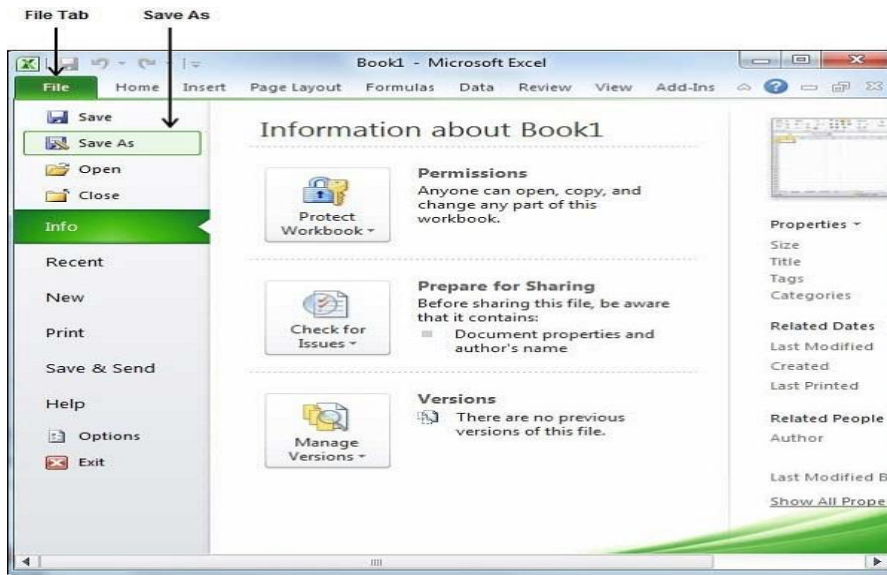 File Tab Save As
Book1 - Microsoft Excel
File Home Insert Page Layout Formulas Data Review View Add-Ins
Save
Save As
Open
Close
Info
Recent
New
Print
Save & Send
Help
Options
Exit
Information about Book1
Protect
Workbook
Permissions
Anyone can open, copy, and
change any part of this
workbook.
Check for
Issues
Prepare for Sharing
Before sharing this file, be aware
that it contains:
Document properties and
author's name
Manage
Versions
Versions
There are no previous
versions of this file.
Properties
Size
Title
Tags
Categories
Related Dates
Last Modified
Created
Last Printed
Related People
Author
Last Modified B
Show All Prope